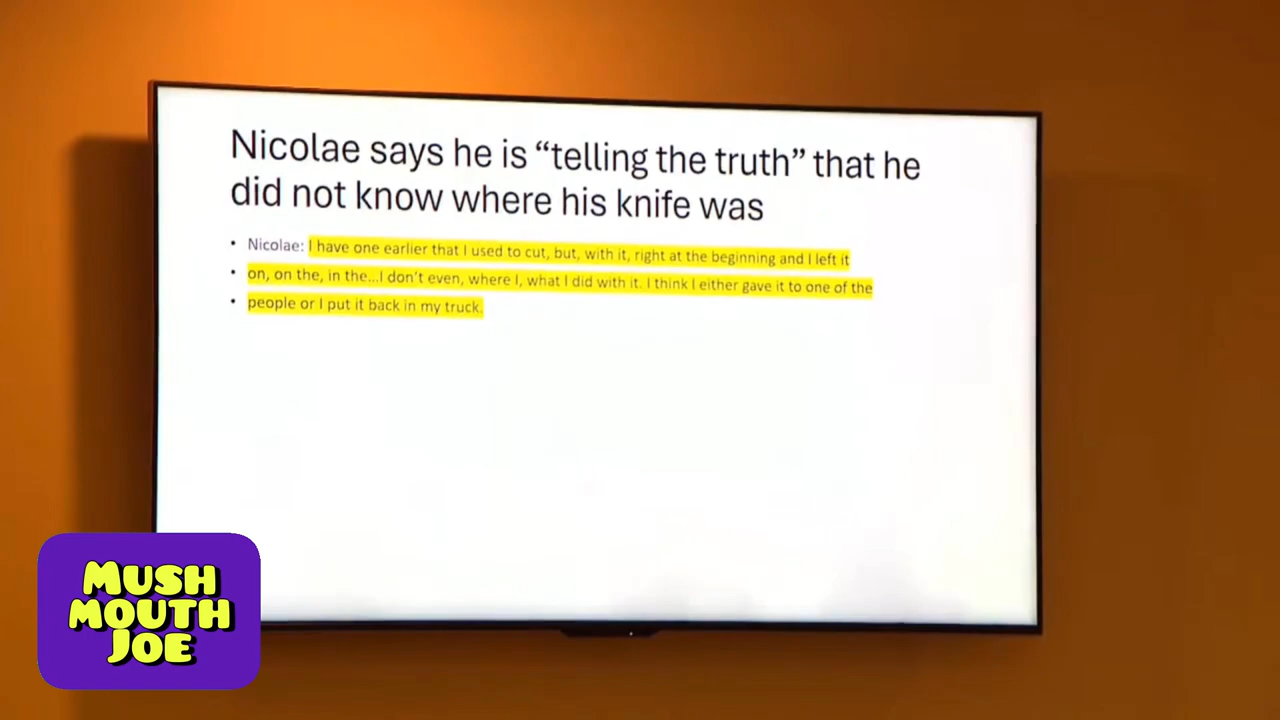 Nicolae says he is “telling the truth” that he
did not know where his knife was
• Nicolae: I have one earlier that I used to cut, but, with it, right at the beginning and I left it
• on, on the, in the...I don't even, where I, what I did with it. I think I either gave it to one of the
• people or I put it back in my truck.
MUSH
MOUTH
JOE